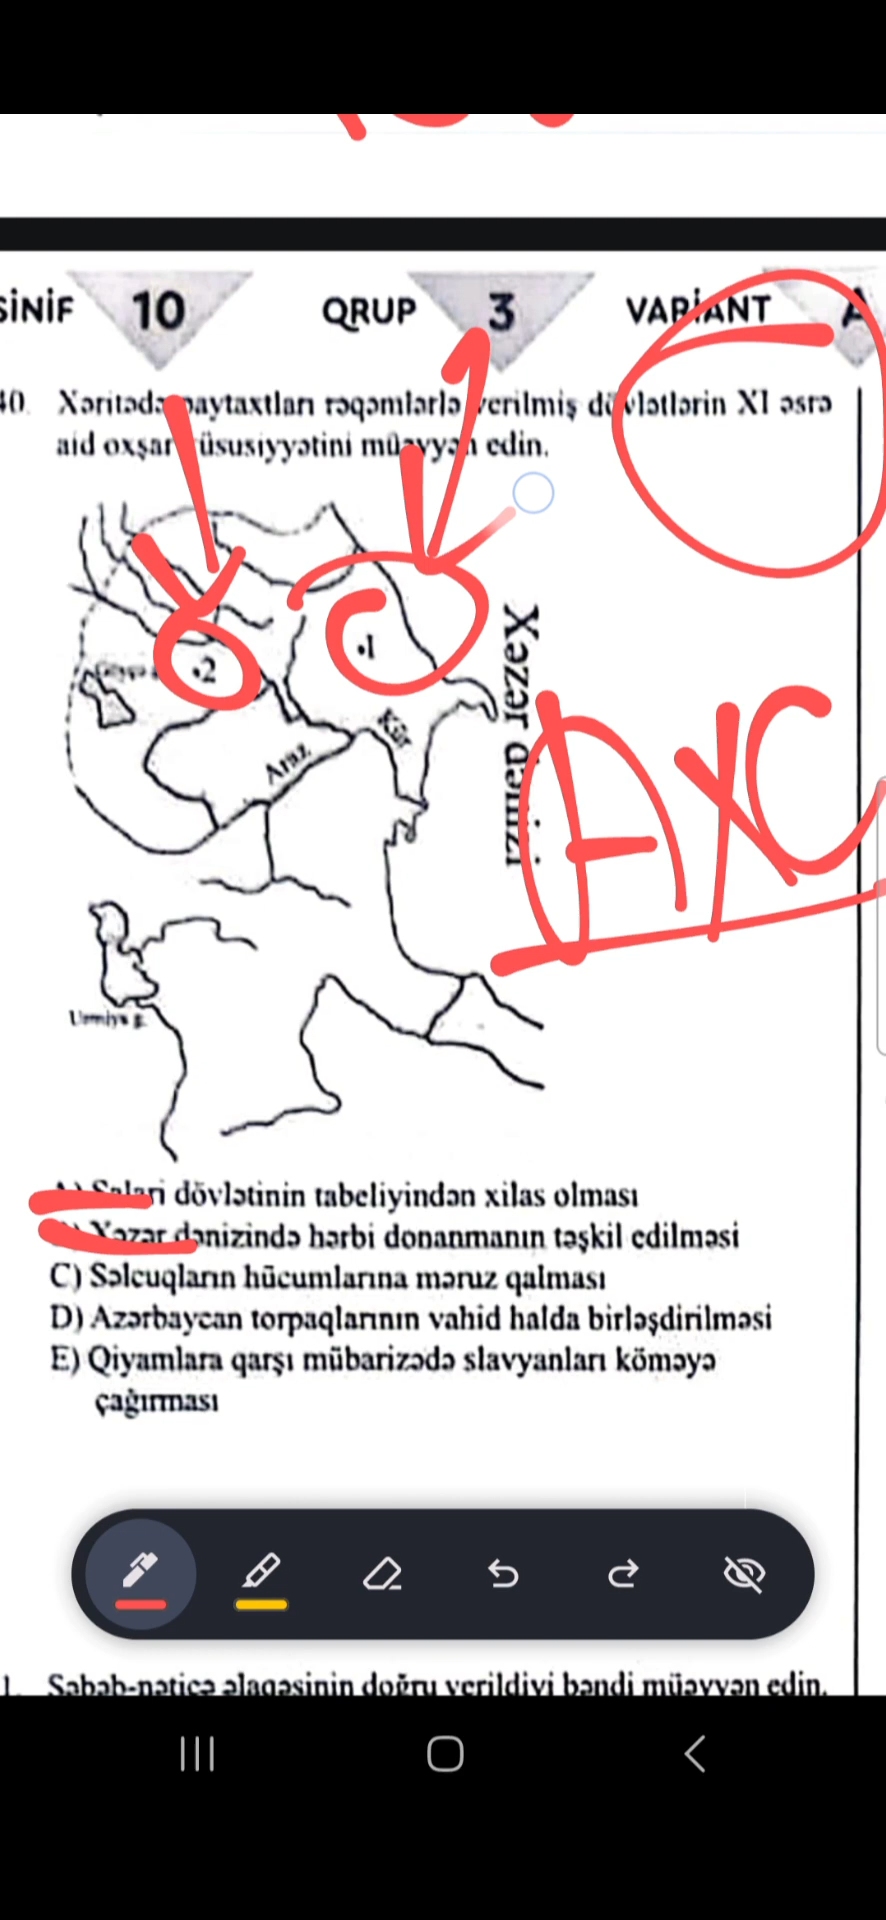 SİNİF 10 QRUP 3 VARİANT A
40. Xəritədə paytaxtları rəqəmlərlə verilmiş dövlətlərin XI əsrə
aid oxşar xüsusiyyətini müəyyən edin.
.1
.2
Xəzər dənizi
Kür
Araz
AXC
Urmiya g.
A) Salari dövlətinin tabeliyindən xilas olması
B) Xəzər dənizində hərbi donanmanın təşkil edilməsi
C) Səlcuqların hücumlarına məruz qalması
D) Azərbaycan torpaqlarının vahid halda birləşdirilməsi
E) Qiyamlara qarşı mübarizədə slavyanları köməyə
çağırması
1. Səbəb-nəticə əlaqəsinin doğru verildiyi bəndi müəyyən edin.